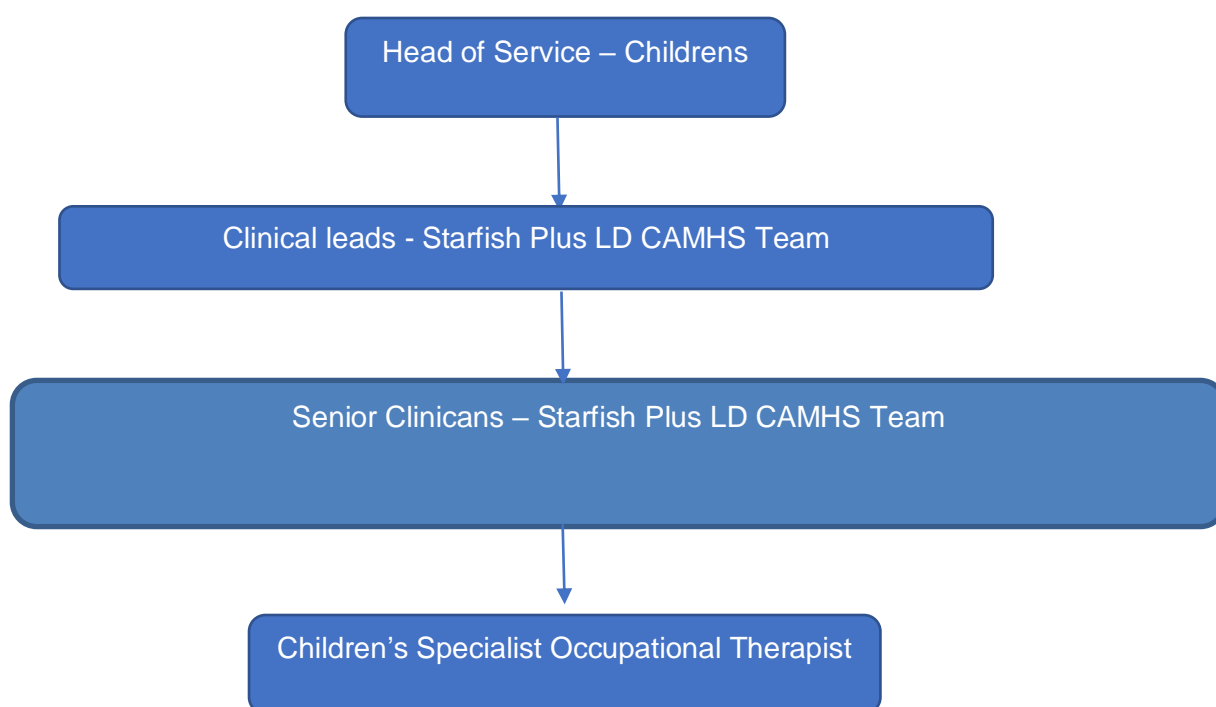 Head of Service – Childrens
Clinical leads - Starfish Plus LD CAMHS Team
Senior Clinicans – Starfish Plus LD CAMHS Team
Children’s Specialist Occupational Therapist